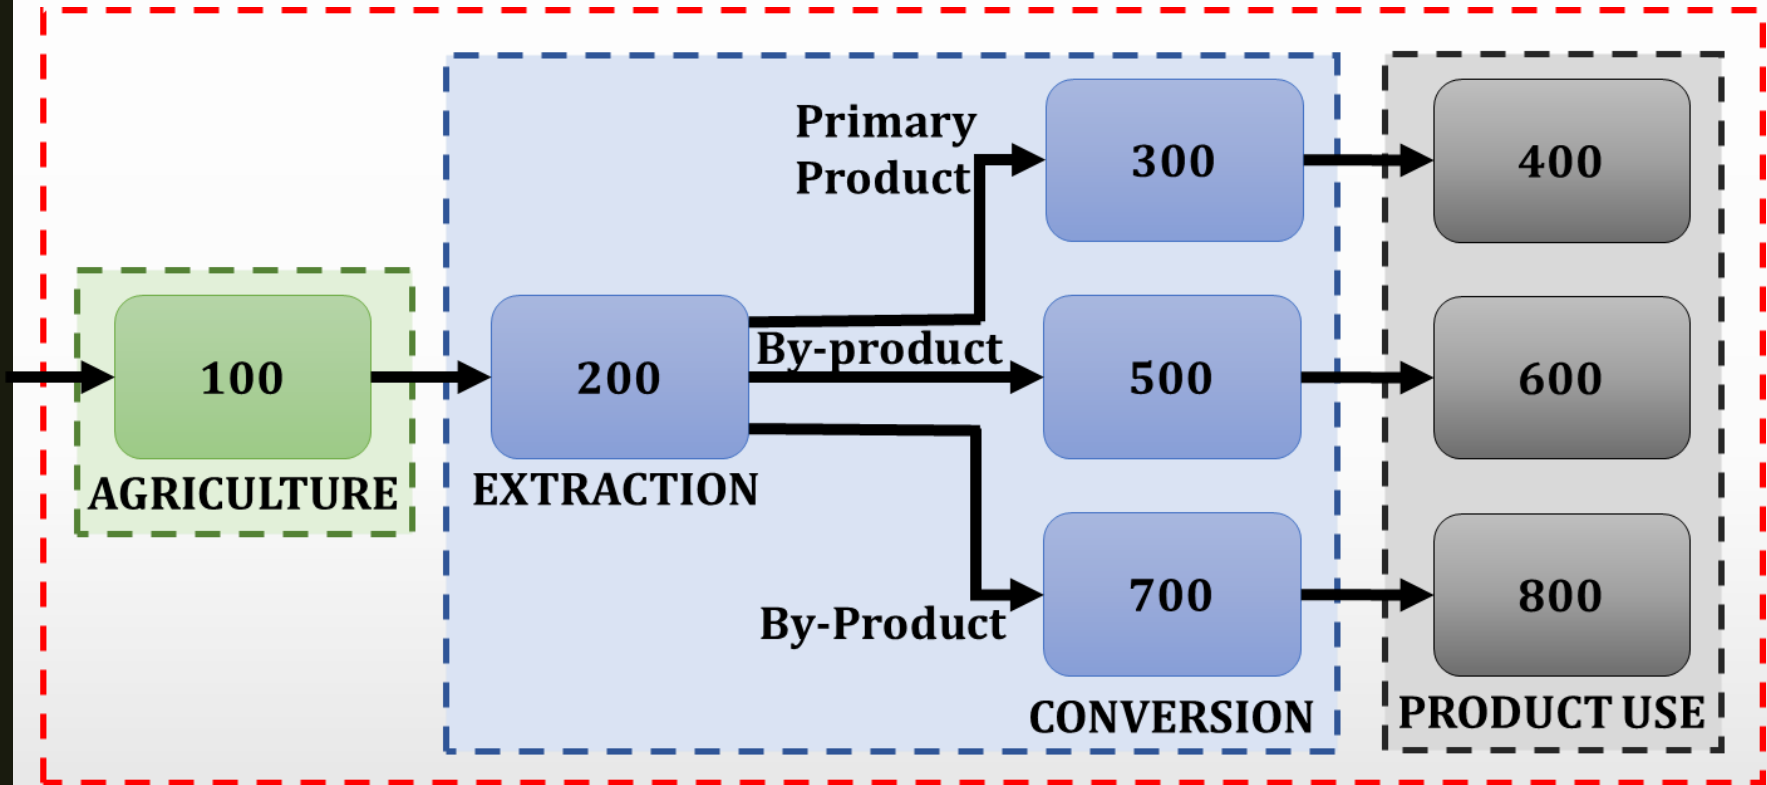 Primary
Product
300
400
By-product
100
200
500
600
AGRICULTURE
EXTRACTION
By-Product
700
800
CONVERSION
PRODUCT USE